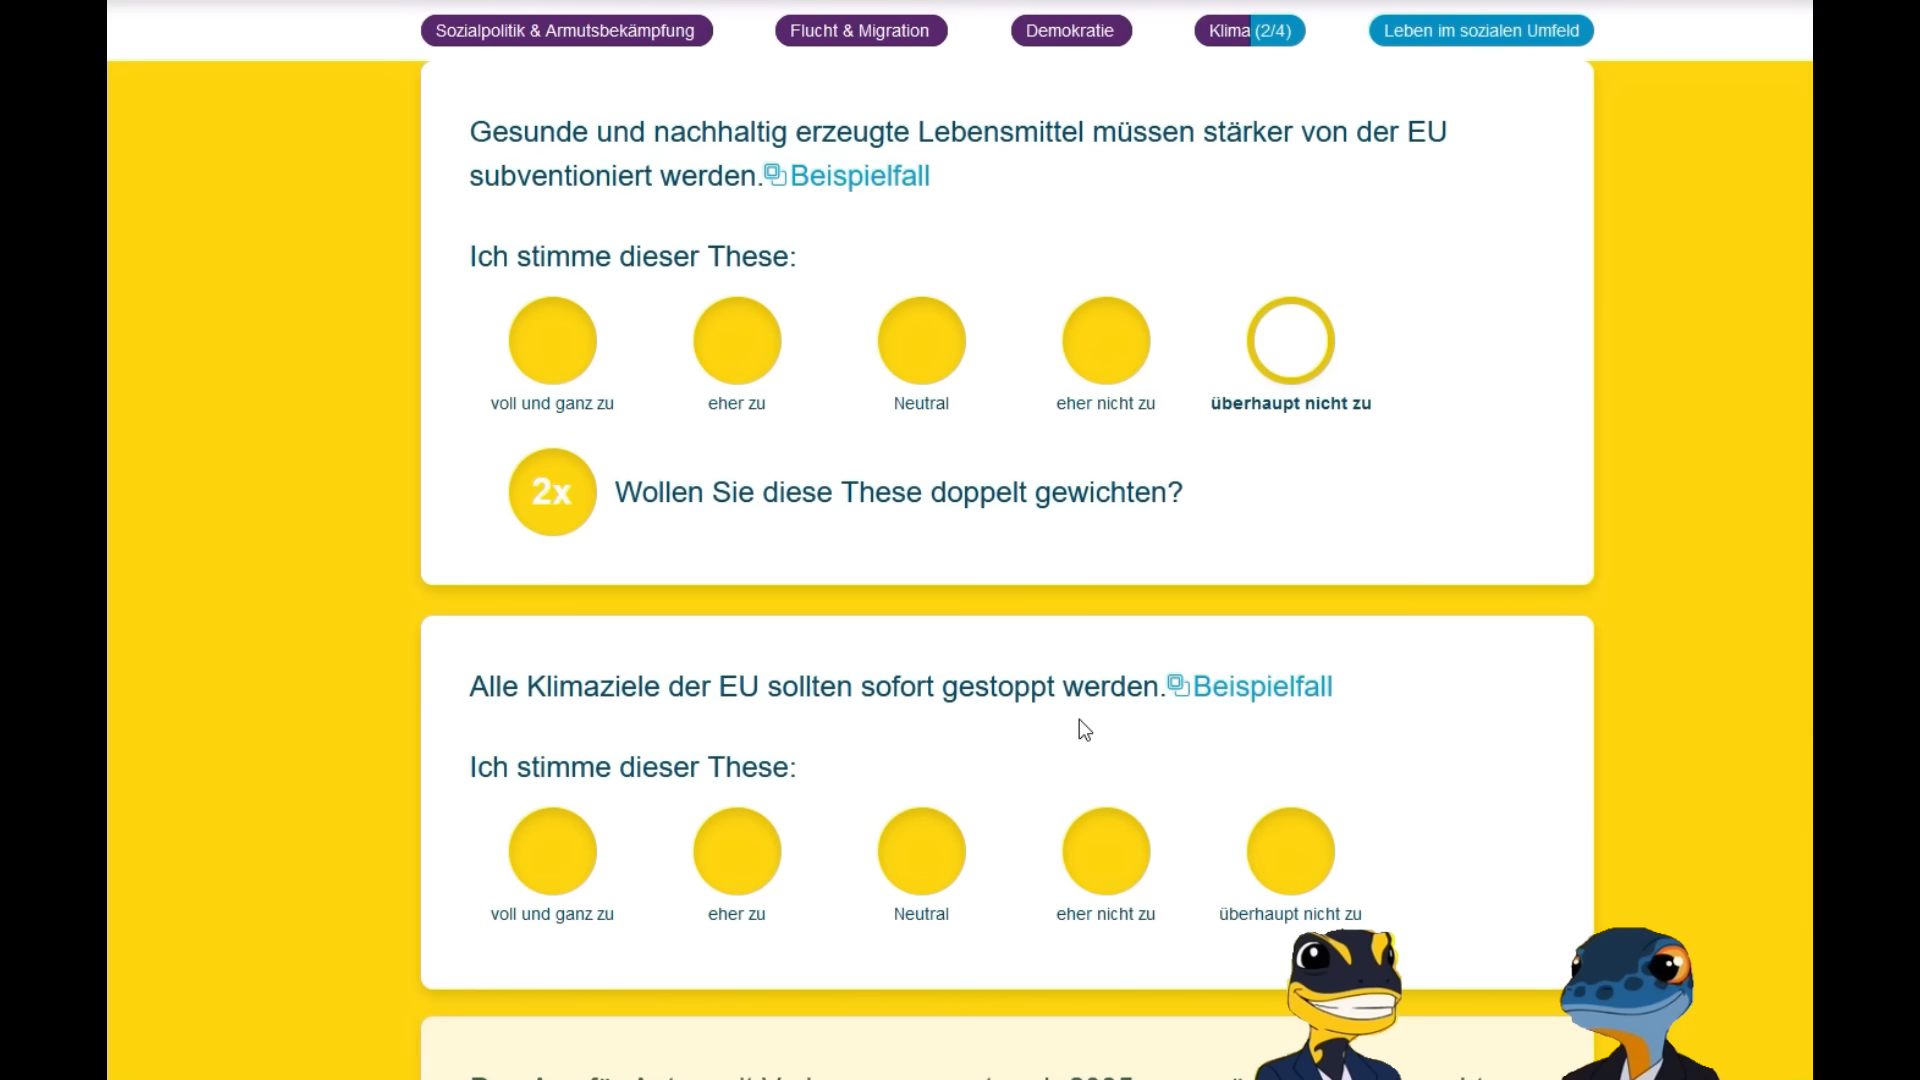 Sozialpolitik & Armutsbekämpfung
Flucht & Migration
Demokratie
Klima (2/4)
Leben im sozialen Umfeld
Gesunde und nachhaltig erzeugte Lebensmittel müssen stärker von der EU
subventioniert werden. Beispielfall
Ich stimme dieser These:
voll und ganz zu
eher zu
Neutral
eher nicht zu
überhaupt nicht zu
2x Wollen Sie diese These doppelt gewichten?
Alle Klimaziele der EU sollten sofort gestoppt werden. Beispielfall
Ich stimme dieser These:
voll und ganz zu
eher zu
Neutral
eher nicht zu
überhaupt nicht zu